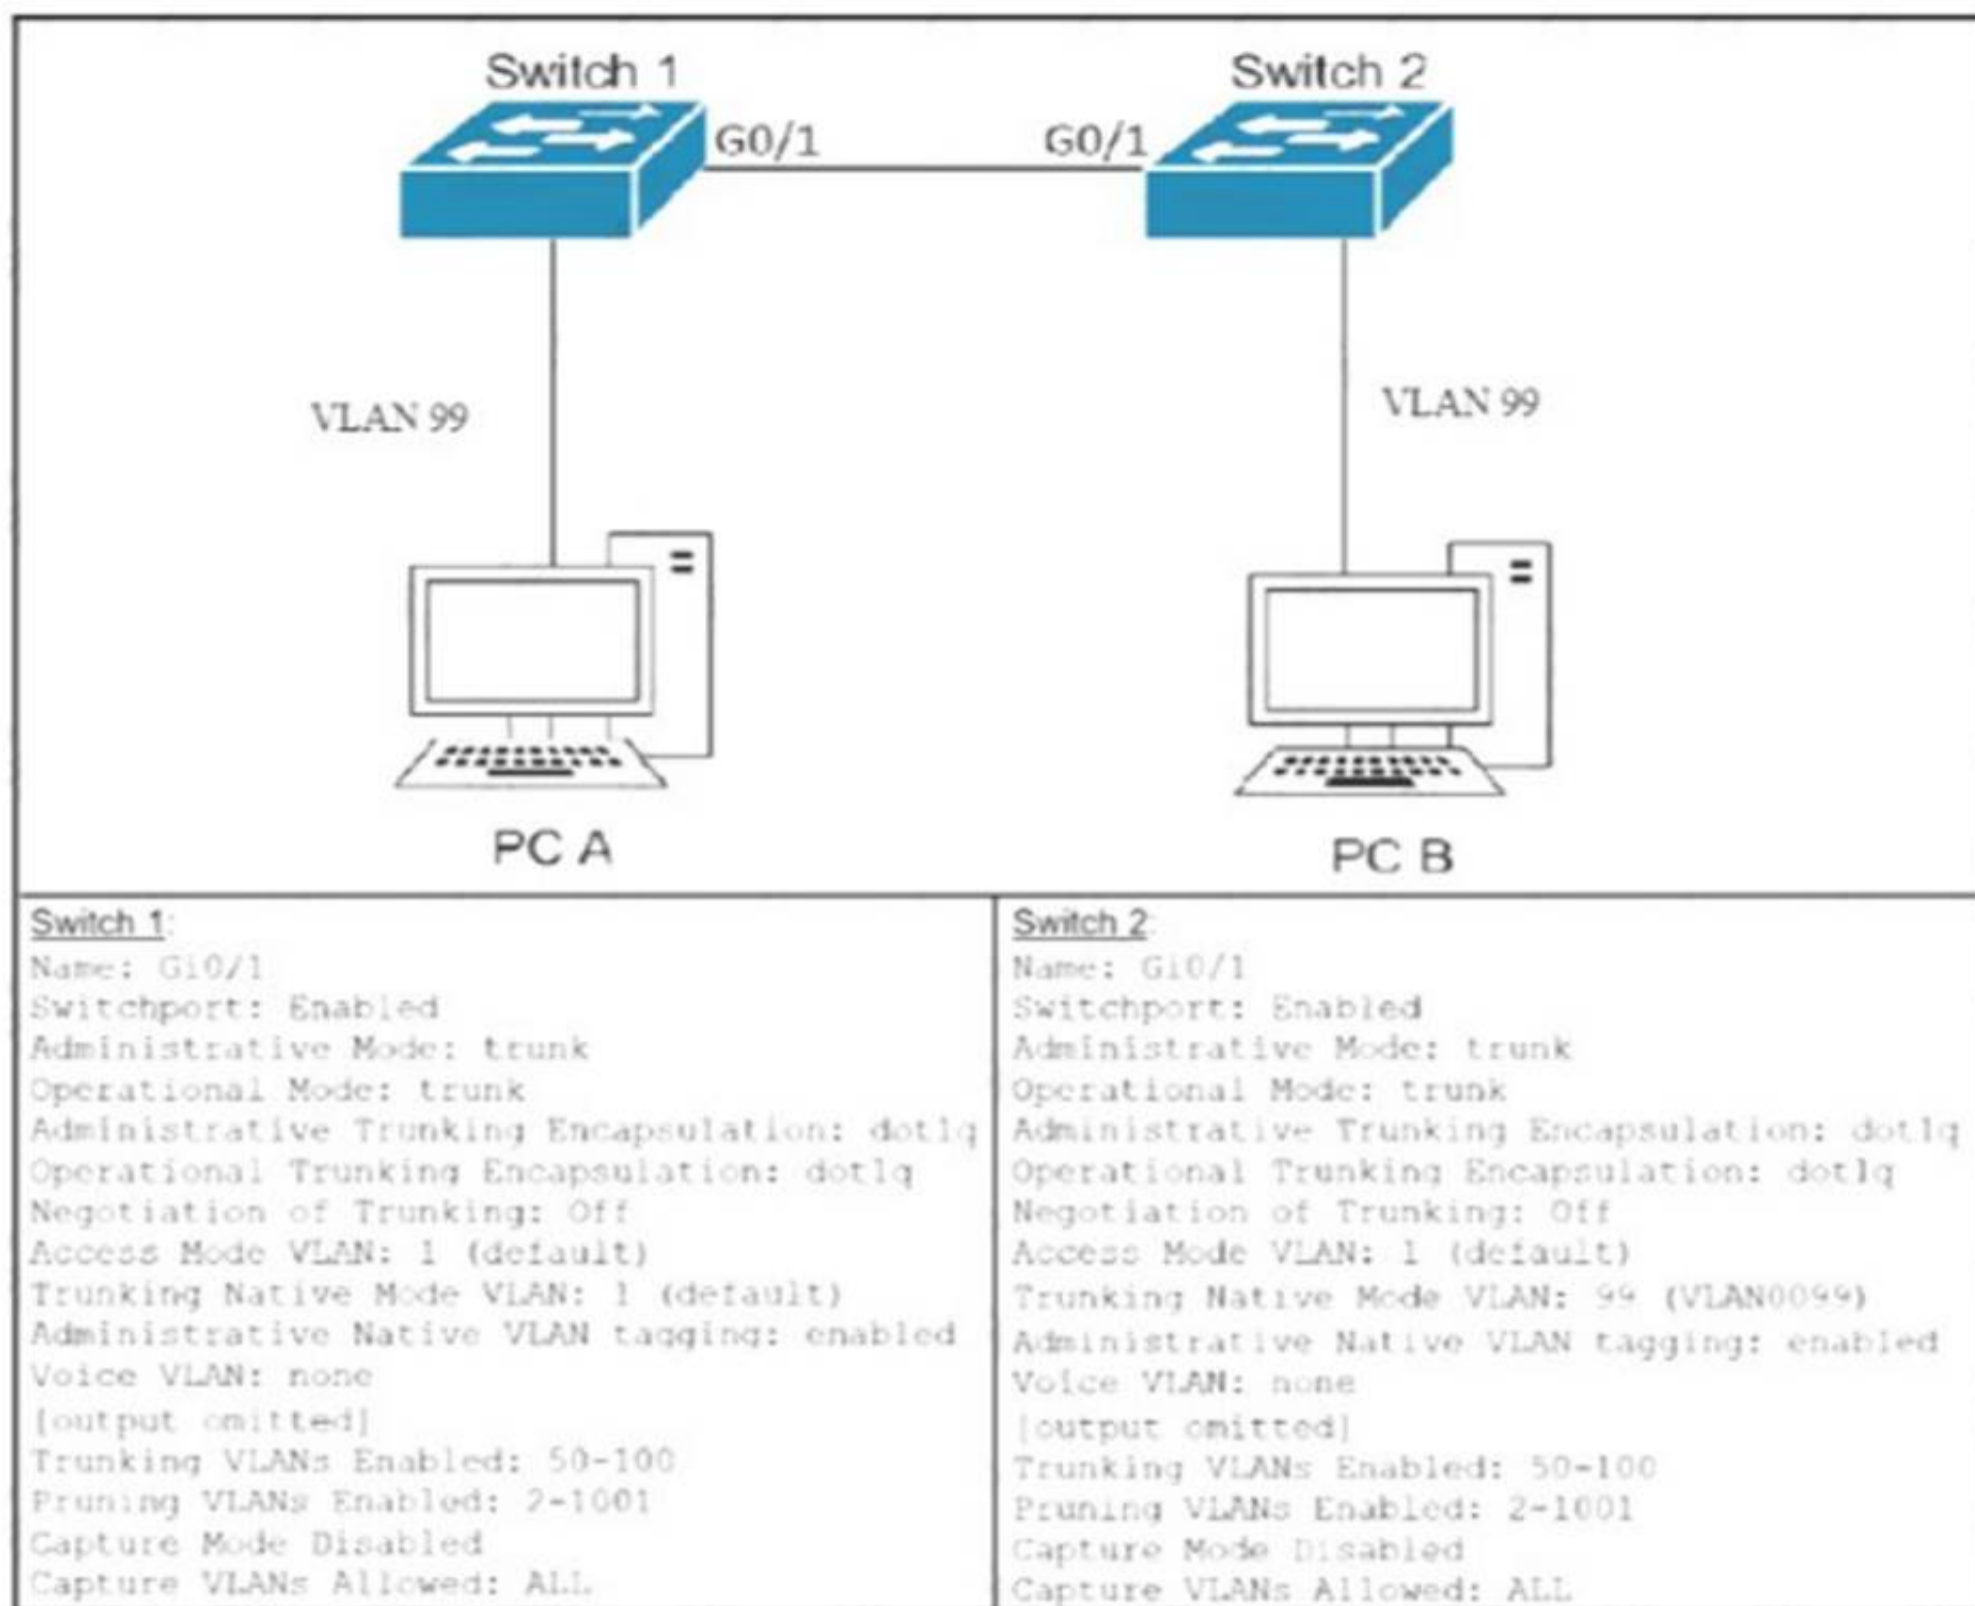 Switch 1
Switch 2
G0/1
G0/1
VLAN 99
VLAN 99
PC A
PC B
Switch 1:
Name: Gi0/1
Switchport: Enabled
Administrative Mode: trunk
Operational Mode: trunk
Administrative Trunking Encapsulation: dot1q
Operational Trunking Encapsulation: dot1q
Negotiation of Trunking: Off
Access Mode VLAN: 1 (default)
Trunking Native Mode VLAN: 1 (default)
Administrative Native VLAN tagging: enabled
Voice VLAN: none
[output omitted]
Trunking VLANs Enabled: 50-100
Pruning VLANs Enabled: 2-1001
Capture Mode Disabled
Capture VLANs Allowed: ALL
Switch 2:
Name: Gi0/1
Switchport: Enabled
Administrative Mode: trunk
Operational Mode: trunk
Administrative Trunking Encapsulation: dot1q
Operational Trunking Encapsulation: dot1q
Negotiation of Trunking: Off
Access Mode VLAN: 1 (default)
Trunking Native Mode VLAN: 99 (VLAN0099)
Administrative Native VLAN tagging: enabled
Voice VLAN: none
[output omitted]
Trunking VLANs Enabled: 50-100
Pruning VLANs Enabled: 2-1001
Capture Mode Disabled
Capture VLANs Allowed: ALL